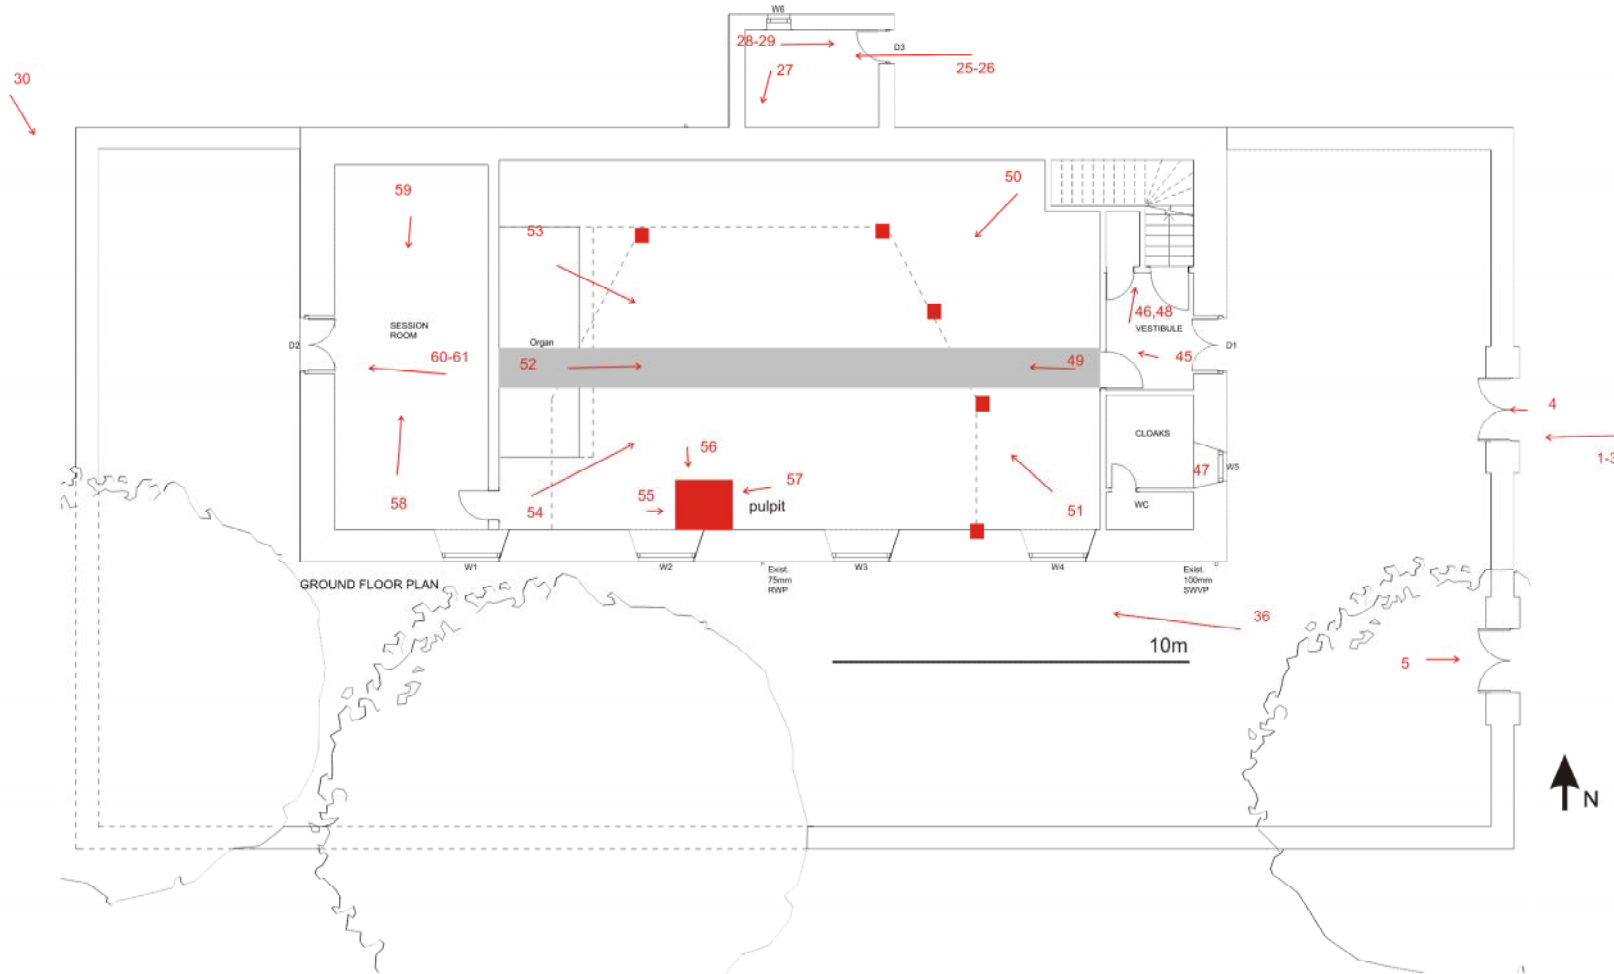 W6
28-29
D3
25-26
27
30
59
50
53
46,48
VESTIBULE
SESSION
ROOM
D2
Organ
60-61
52
49
45
D1
4
1-3
CLOAKS
56
57
47
W5
55
pulpit
58
54
51
WC
W1
W2
Exist.
75mm
RWP
W3
W4
Exist.
100mm
SWVP
GROUND FLOOR PLAN
36
10m
5
N